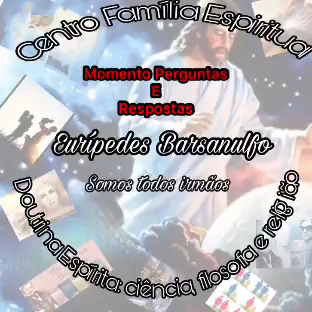 Centro Família Espiritual
Momento Perguntas
E
Respostas
Eurípedes Barsanulfo
Somos todos irmãos
Doutrina Espírita: ciência, filosofia e religião